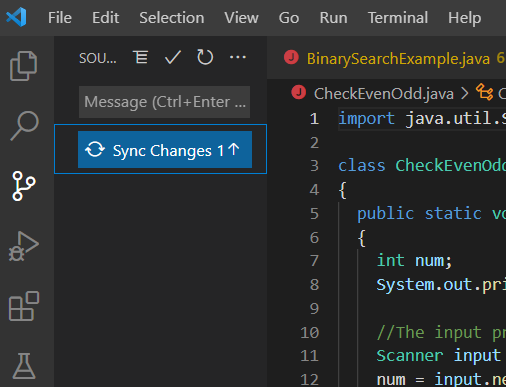 File Edit Selection View Go Run Terminal Help
SOU...
BinarySearchExample.java 6
Message (Ctrl+Enter ...
CheckEvenOdd.java > C
Sync Changes 1↑
1 import java.util.S
2
3 class CheckEvenOdd
4 {
5 public static vo
6 {
7 int num;
8 System.out.pri
9
10 //The input pr
11 Scanner input
12 num = input.ne